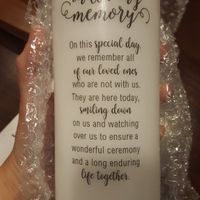 in loving
memory
On this special day,
we remember all
of our loved ones
who are not with us.
They are here today,
smiling down
on us and watching
over us to ensure a
wonderful ceremony
and a long enduring
life together.